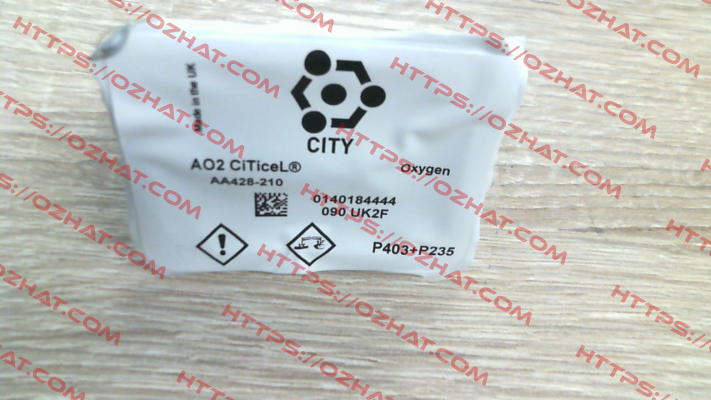 Made in the UK
CITY
AO2 CiTiceL®
Oxygen
AA428-210
0140184444
090 UK2F
P403+P235
HTTPS://OZHAT.COM